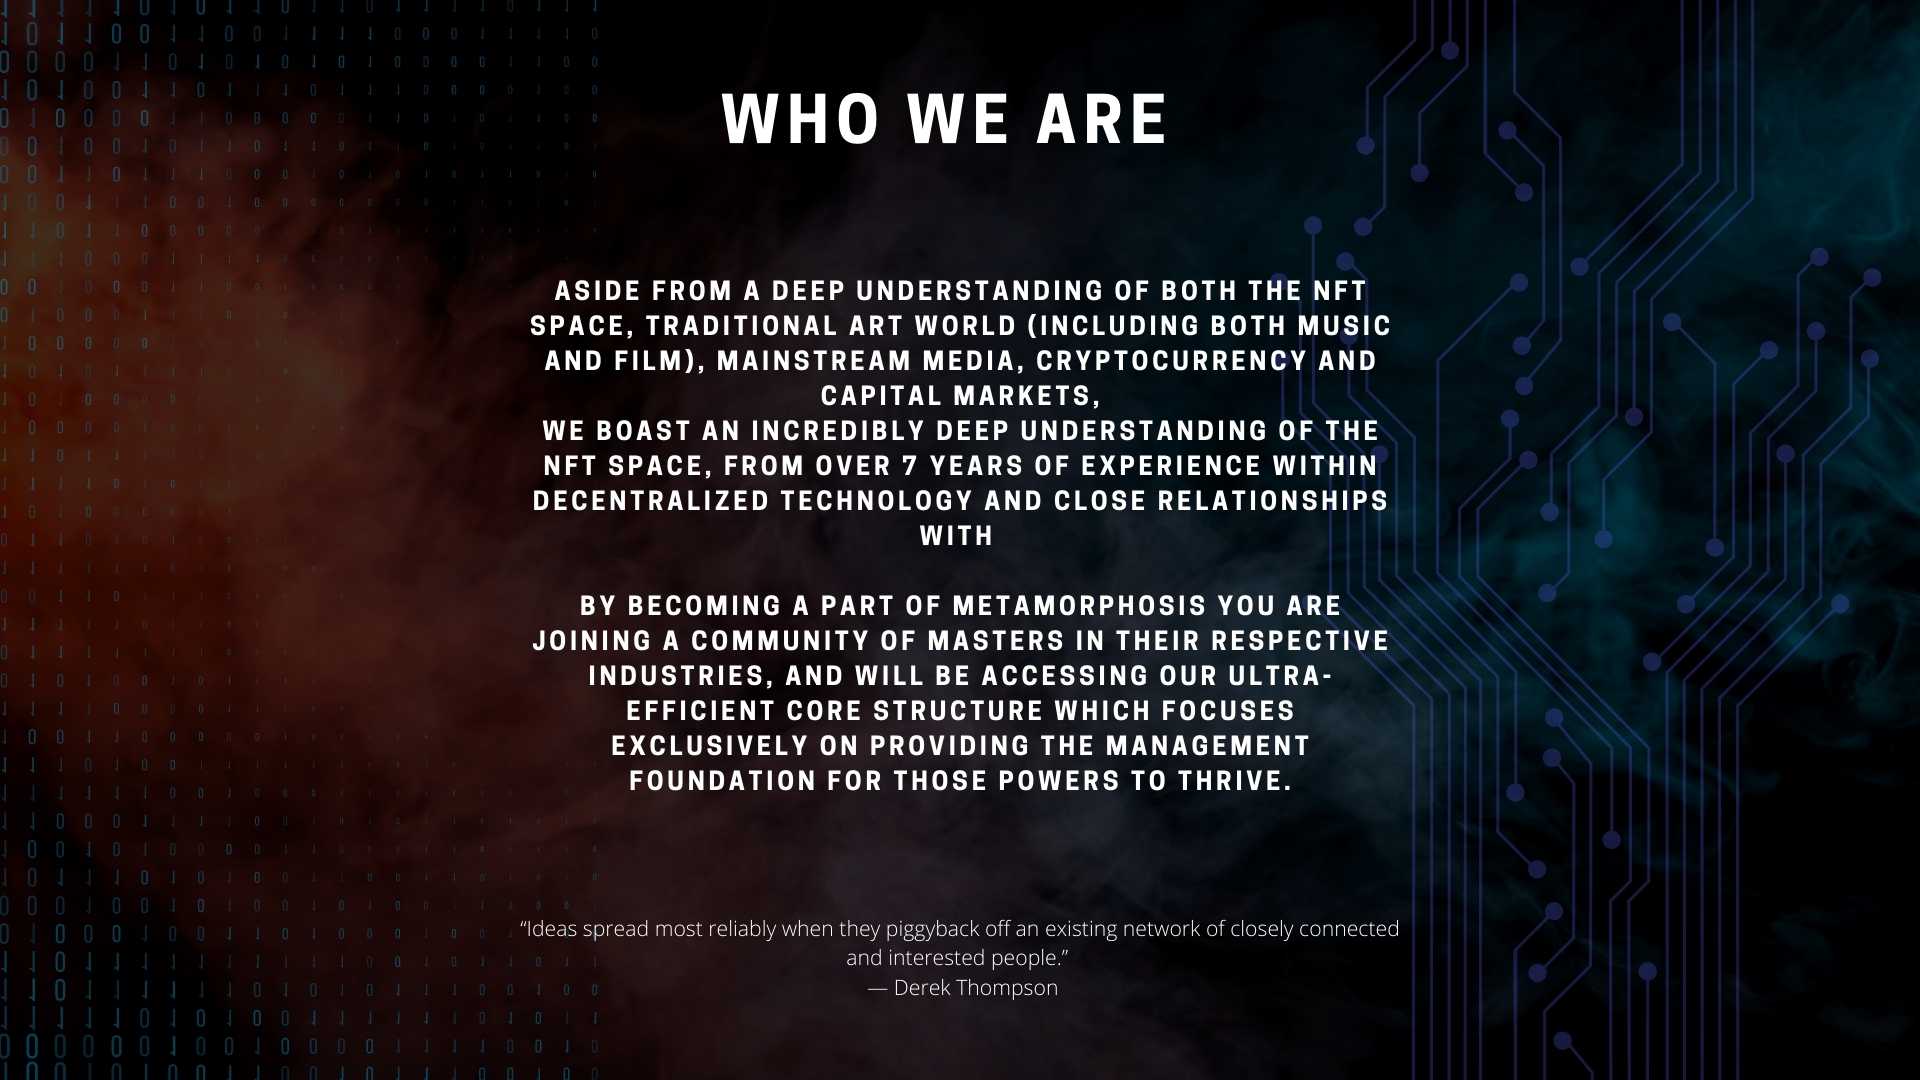 WHO WE ARE
ASIDE FROM A DEEP UNDERSTANDING OF BOTH THE NFT
SPACE, TRADITIONAL ART WORLD (INCLUDING BOTH MUSIC
AND FILM), MAINSTREAM MEDIA, CRYPTOCURRENCY AND
CAPITAL MARKETS,
WE BOAST AN INCREDIBLY DEEP UNDERSTANDING OF THE
NFT SPACE, FROM OVER 7 YEARS OF EXPERIENCE WITHIN
DECENTRALIZED TECHNOLOGY AND CLOSE RELATIONSHIPS
WITH
BY BECOMING A PART OF METAMORPHOSIS YOU ARE
JOINING A COMMUNITY OF MASTERS IN THEIR RESPECTIVE
INDUSTRIES, AND WILL BE ACCESSING OUR ULTRA-
EFFICIENT CORE STRUCTURE WHICH FOCUSES
EXCLUSIVELY ON PROVIDING THE MANAGEMENT
FOUNDATION FOR THOSE POWERS TO THRIVE.
“Ideas spread most reliably when they piggyback off an existing network of closely connected
and interested people.”
— Derek Thompson